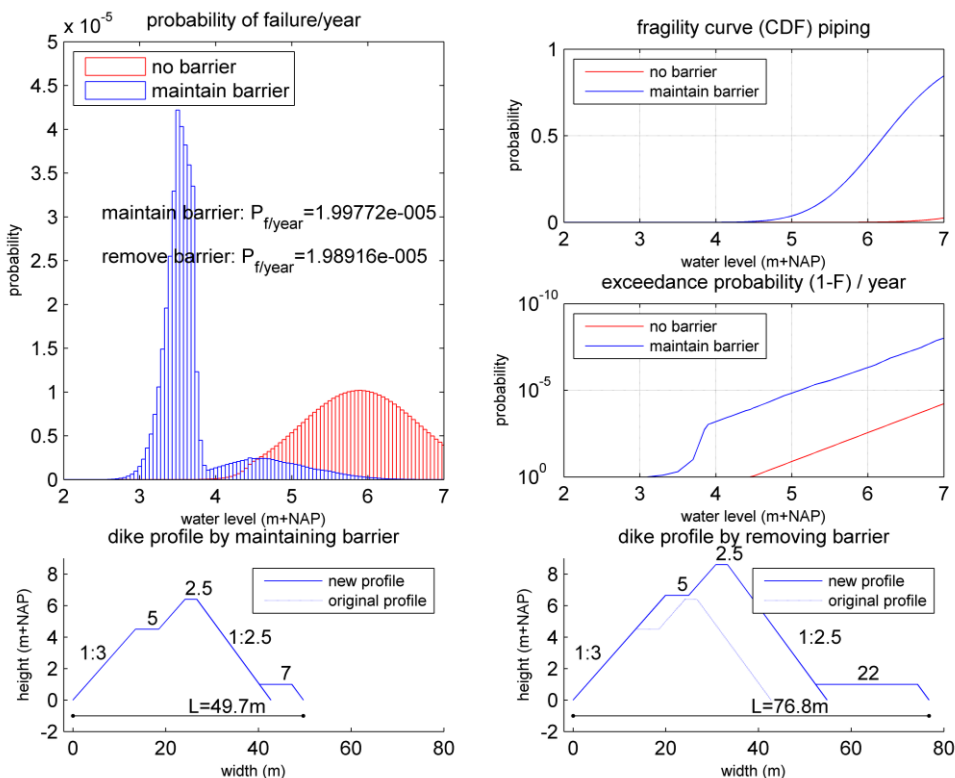 x 10^-5
probability of failure/year
5
4.5
4
3.5
3
2.5
2
1.5
1
0.5
0
no barrier
maintain barrier
maintain barrier: P_f/year=1.99772e-005
remove barrier: P_f/year=1.98916e-005
probability
2 3 4 5 6 7
water level (m+NAP)
fragility curve (CDF) piping
1
0.5
0
no barrier
maintain barrier
probability
2 3 4 5 6 7
water level (m+NAP)
exceedance probability (1-F) / year
10^-10
10^-5
10^0
no barrier
maintain barrier
probability
2 3 4 5 6 7
water level (m+NAP)
dike profile by maintaining barrier
8
6
4
2
0
-2
height (m+NAP)
new profile
original profile
2.5
5
1:3
1:2.5
7
L=49.7m
0 20 40 60 80
width (m)
dike profile by removing barrier
8
6
4
2
0
-2
height (m+NAP)
new profile
original profile
2.5
5
1:3
1:2.5
22
L=76.8m
0 20 40 60 80
width (m)